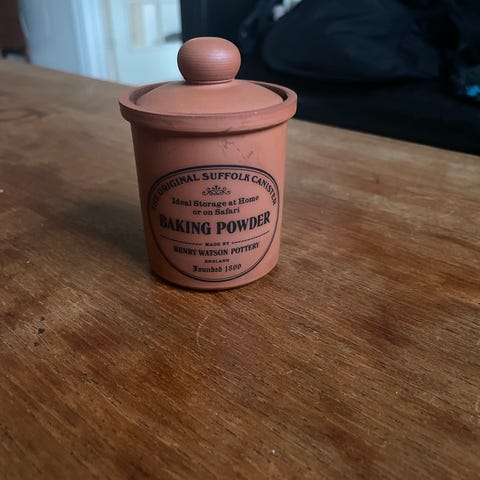 THE ORIGINAL SUFFOLK CANISTER
Ideal Storage at Home
or on Safari
BAKING POWDER
MADE BY
HENRY WATSON POTTERY
ENGLAND
Founded 1800